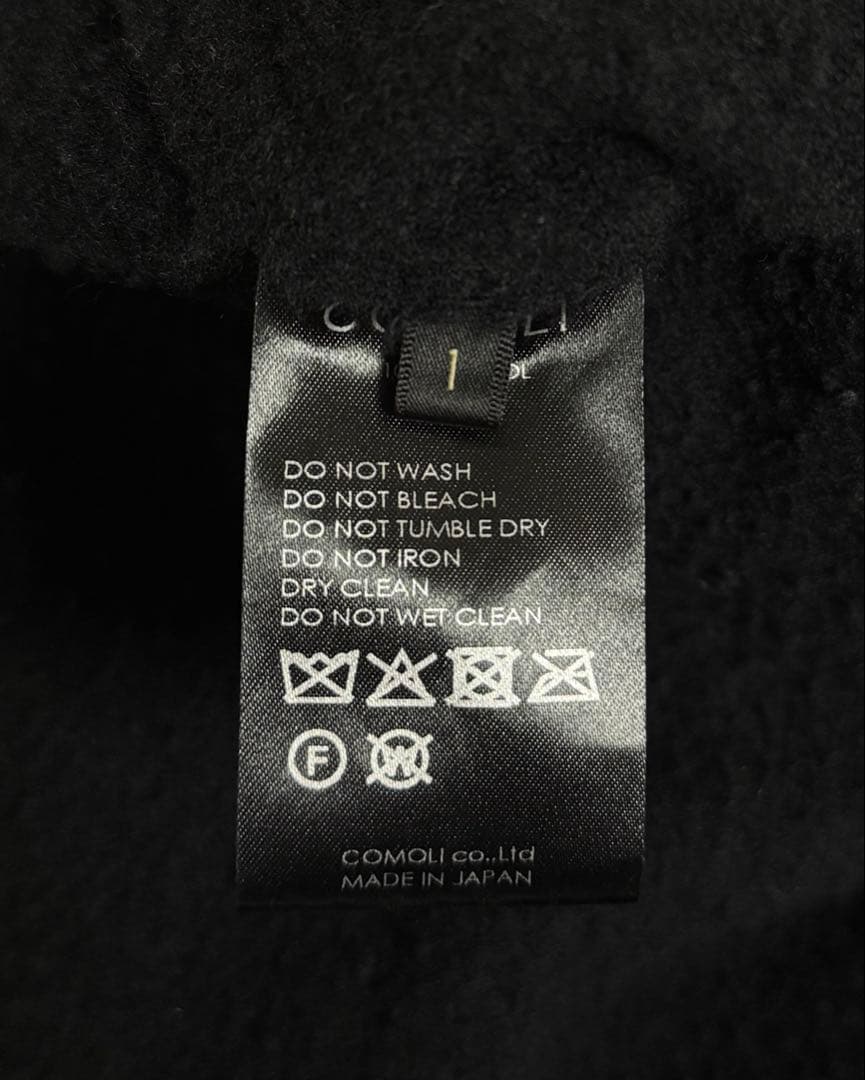 1
DO NOT WASH
DO NOT BLEACH
DO NOT TUMBLE DRY
DO NOT IRON
DRY CLEAN
DO NOT WET CLEAN
F W
COMOLI co.,Ltd
MADE IN JAPAN